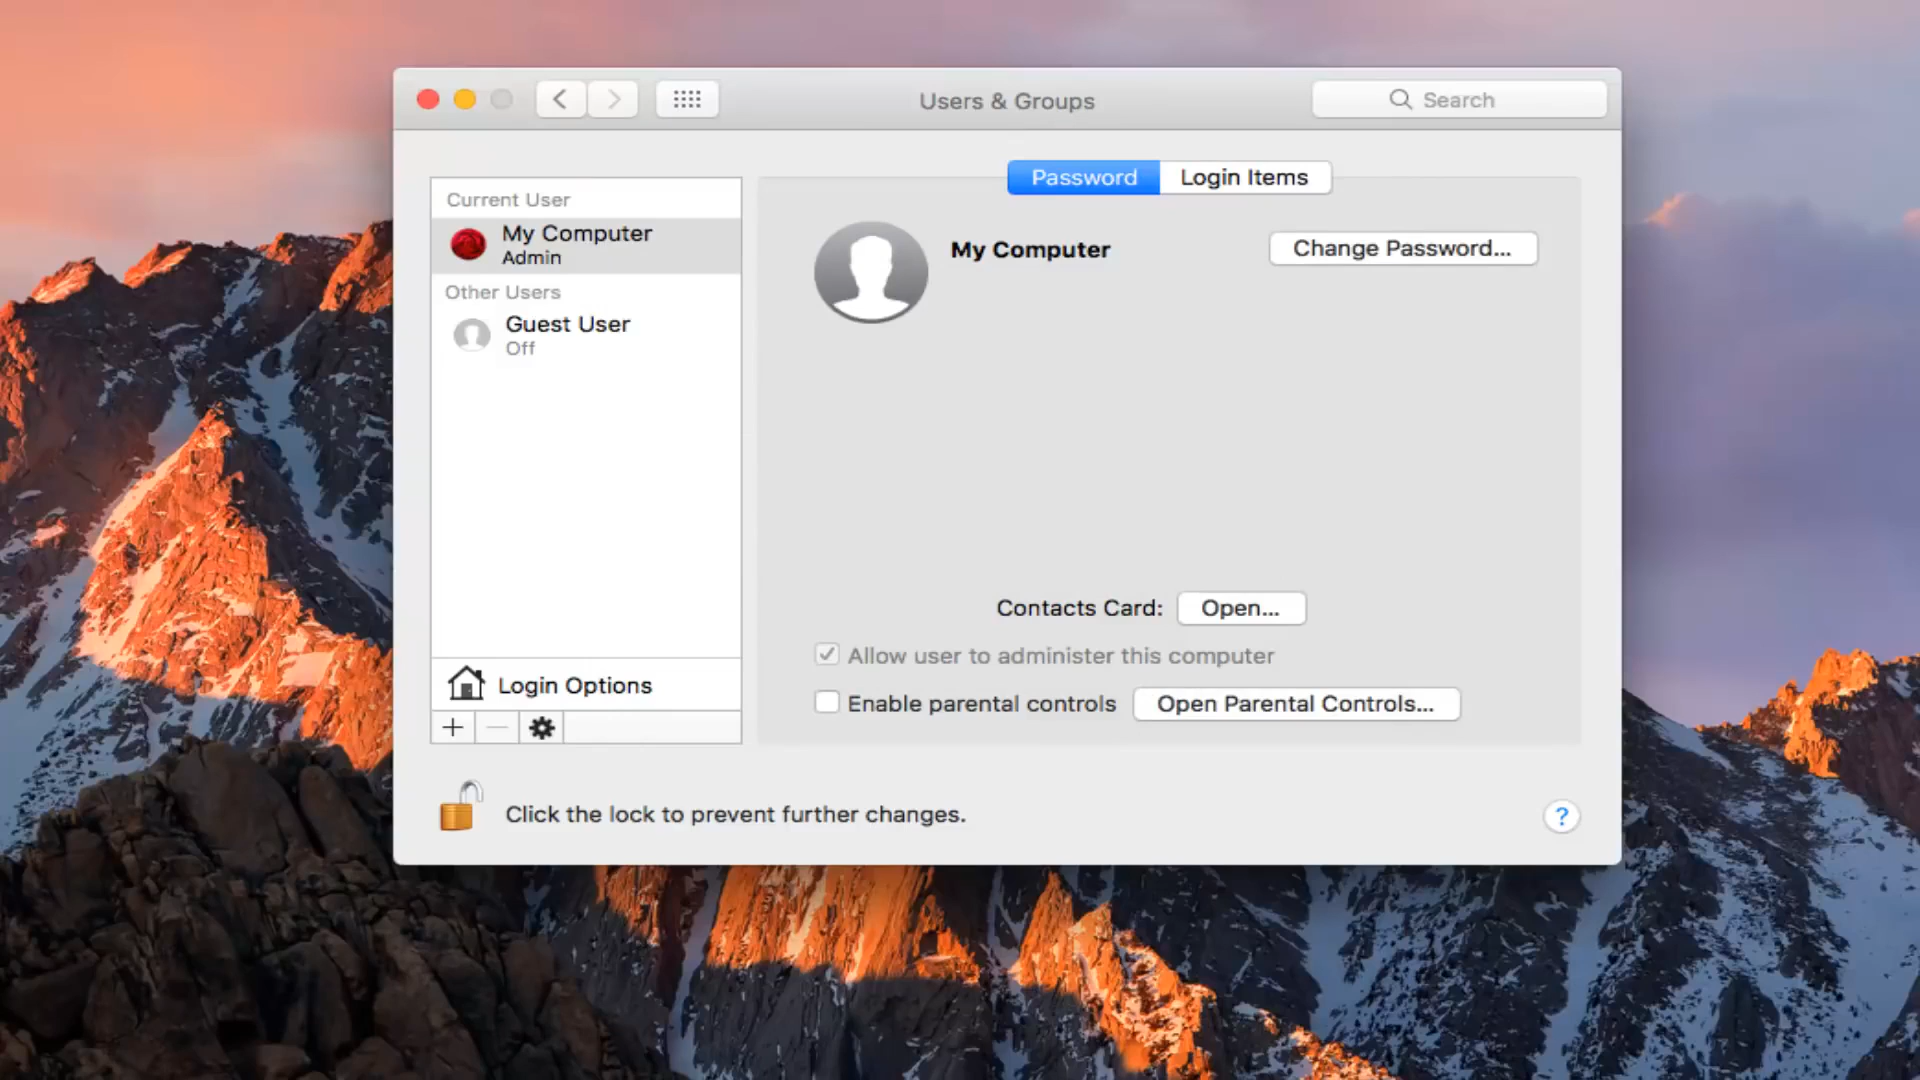 Users & Groups
Search
Password
Login Items
Current User
My Computer
Admin
Other Users
Guest User
Off
My Computer
Change Password...
Contacts Card:
Open...
Allow user to administer this computer
Enable parental controls
Open Parental Controls...
Login Options
Click the lock to prevent further changes.
?